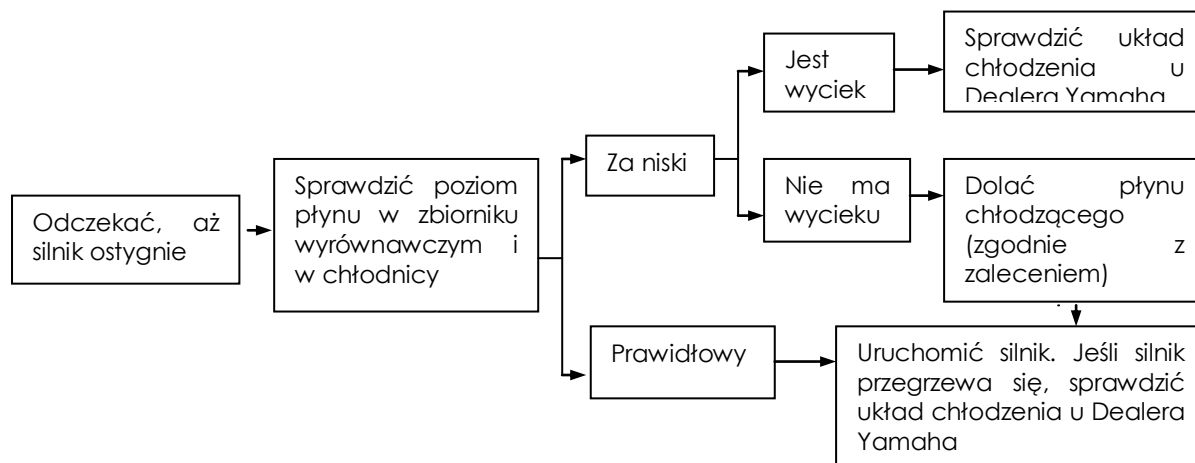 Odczekać, aż
silnik ostygnie
Sprawdzić poziom
płynu w zbiorniku
wyrównawczym i
w chłodnicy
Za niski
Jest
wyciek
Sprawdzić układ
chłodzenia u
Dealera Yamaha
Nie ma
wycieku
Dolać płynu
chłodzącego
(zgodnie z
zaleceniem)
Prawidłowy
Uruchomić silnik. Jeśli silnik
przegrzewa się, sprawdzić
układ chłodzenia u Dealera
Yamaha